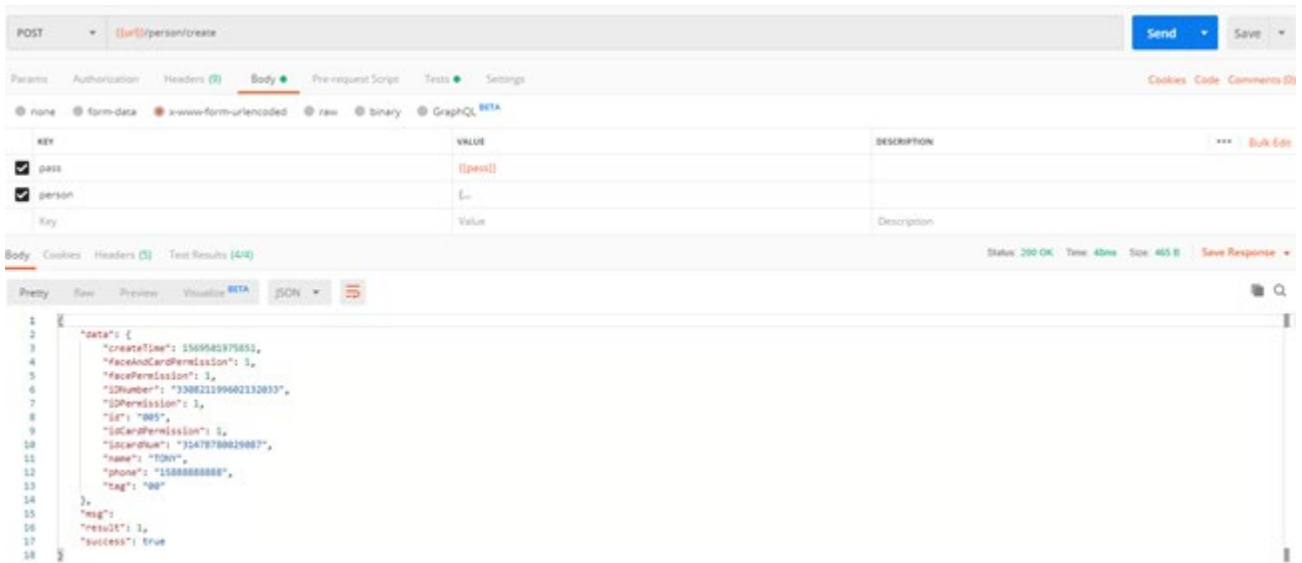 POST {{url}}/person/create Send Save
Params Authorization Headers (9) Body Pre-request Script Tests Settings Cookies Code Comments (0)
none form-data x-www-form-urlencoded raw binary GraphQL BETA
KEY VALUE DESCRIPTION ... Bulk Edit
pass {{pass}}
person {...
Key Value Description
Body Cookies Headers (5) Test Results (4/4) Status: 200 OK Time: 48ms Size: 465 B Save Response
Pretty Raw Preview Visualize BETA JSON
1 {
2 "data": {
3 "createTime": 1569501975851,
4 "faceAndCardPermission": 1,
5 "facePermission": 1,
6 "iDNumber": "330821199602132033",
7 "iDPermission": 1,
8 "id": "005",
9 "idCardPermission": 1,
10 "idcardNum": "31478780029087",
11 "name": "TONY",
12 "phone": "15888888888",
13 "tag": "00"
14 },
15 "msg":
16 "result": 1,
17 "success": true
18 }